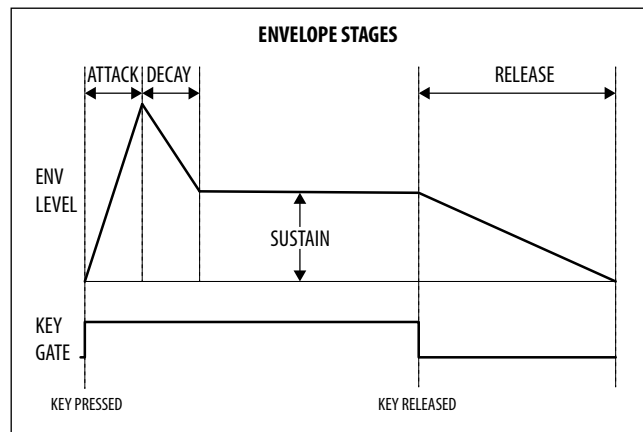 ENVELOPE STAGES
ATTACK DECAY RELEASE
ENV
LEVEL
SUSTAIN
KEY
GATE
KEY PRESSED KEY RELEASED